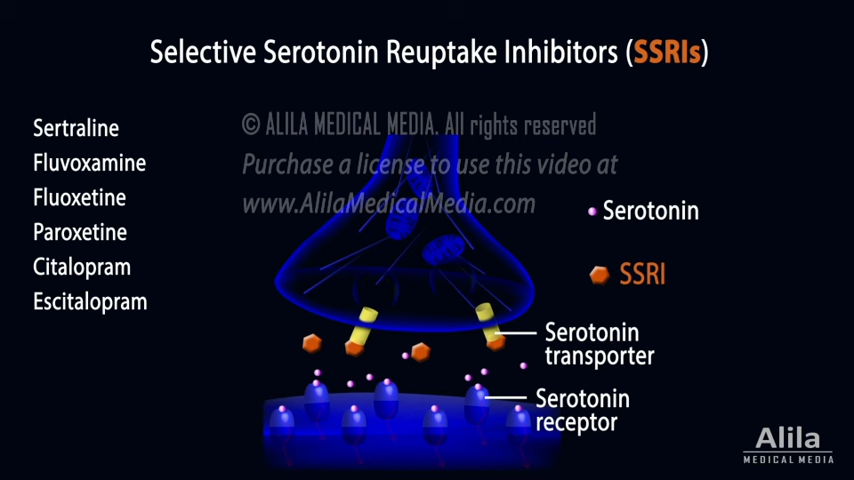 Selective Serotonin Reuptake Inhibitors (SSRIs)
Sertraline
Fluvoxamine
Fluoxetine
Paroxetine
Citalopram
Escitalopram
© ALILA MEDICAL MEDIA. All rights reserved
Purchase a license to use this video at
www.AlilaMedicalMedia.com
Serotonin
SSRI
Serotonin
transporter
Serotonin
receptor
Alila
MEDICAL MEDIA